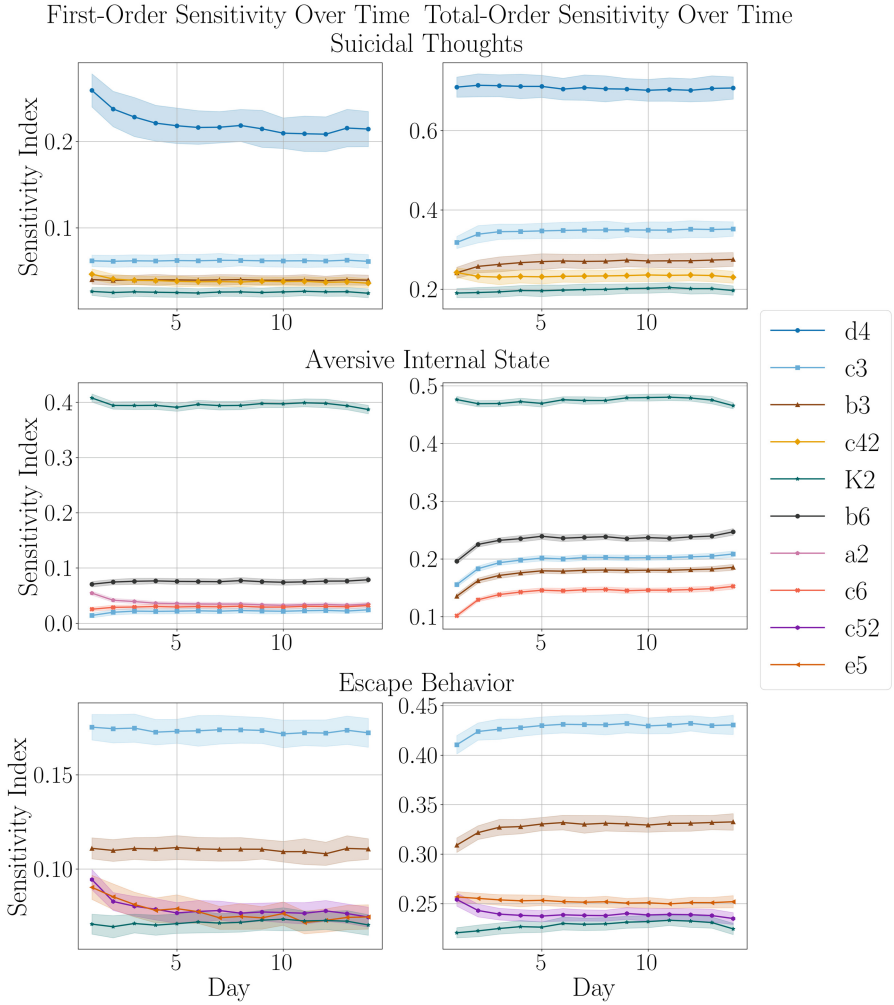 First-Order Sensitivity Over Time Total-Order Sensitivity Over Time
Suicidal Thoughts
Sensitivity Index
0.2
0.1
5 10
0.6
0.4
0.2
5 10
Aversive Internal State
Sensitivity Index
0.4
0.3
0.2
0.1
0.0
5 10
0.5
0.4
0.3
0.2
0.1
5 10
d4
c3
b3
c42
K2
b6
a2
c6
c52
e5
Escape Behavior
Sensitivity Index
0.15
0.10
5 10
Day
0.45
0.40
0.35
0.30
0.25
5 10
Day